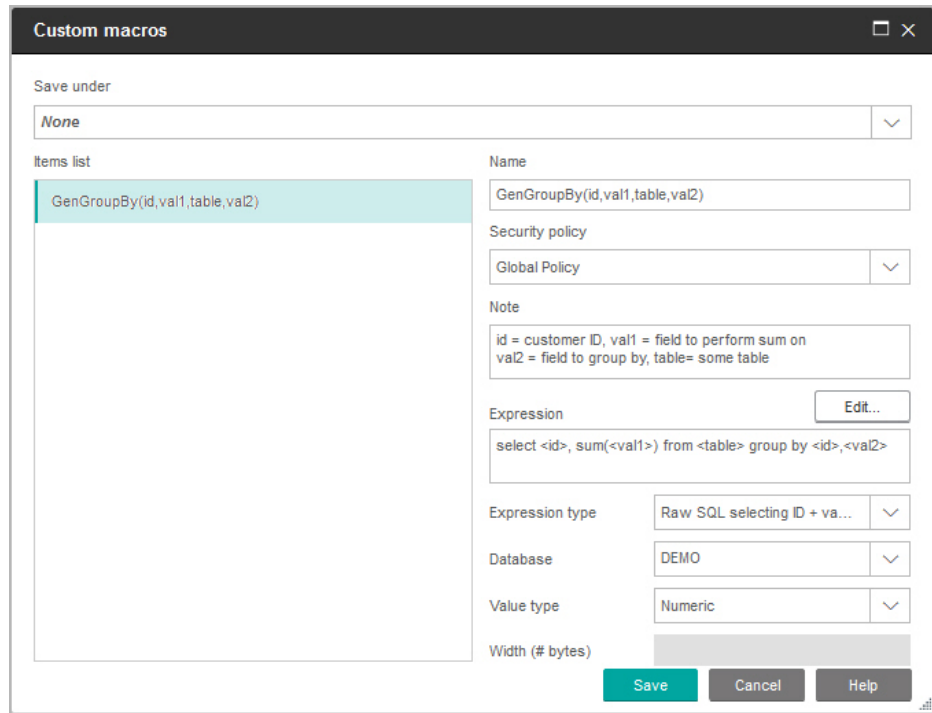 Custom macros
Save under
None
Items list
GenGroupBy(id,val1,table,val2)
Name
GenGroupBy(id,val1,table,val2)
Security policy
Global Policy
Note
id = customer ID, val1 = field to perform sum on
val2 = field to group by, table= some table
Expression
Edit...
select <id>, sum(<val1>) from <table> group by <id>,<val2>
Expression type
Raw SQL selecting ID + va...
Database
DEMO
Value type
Numeric
Width (# bytes)
Save
Cancel
Help